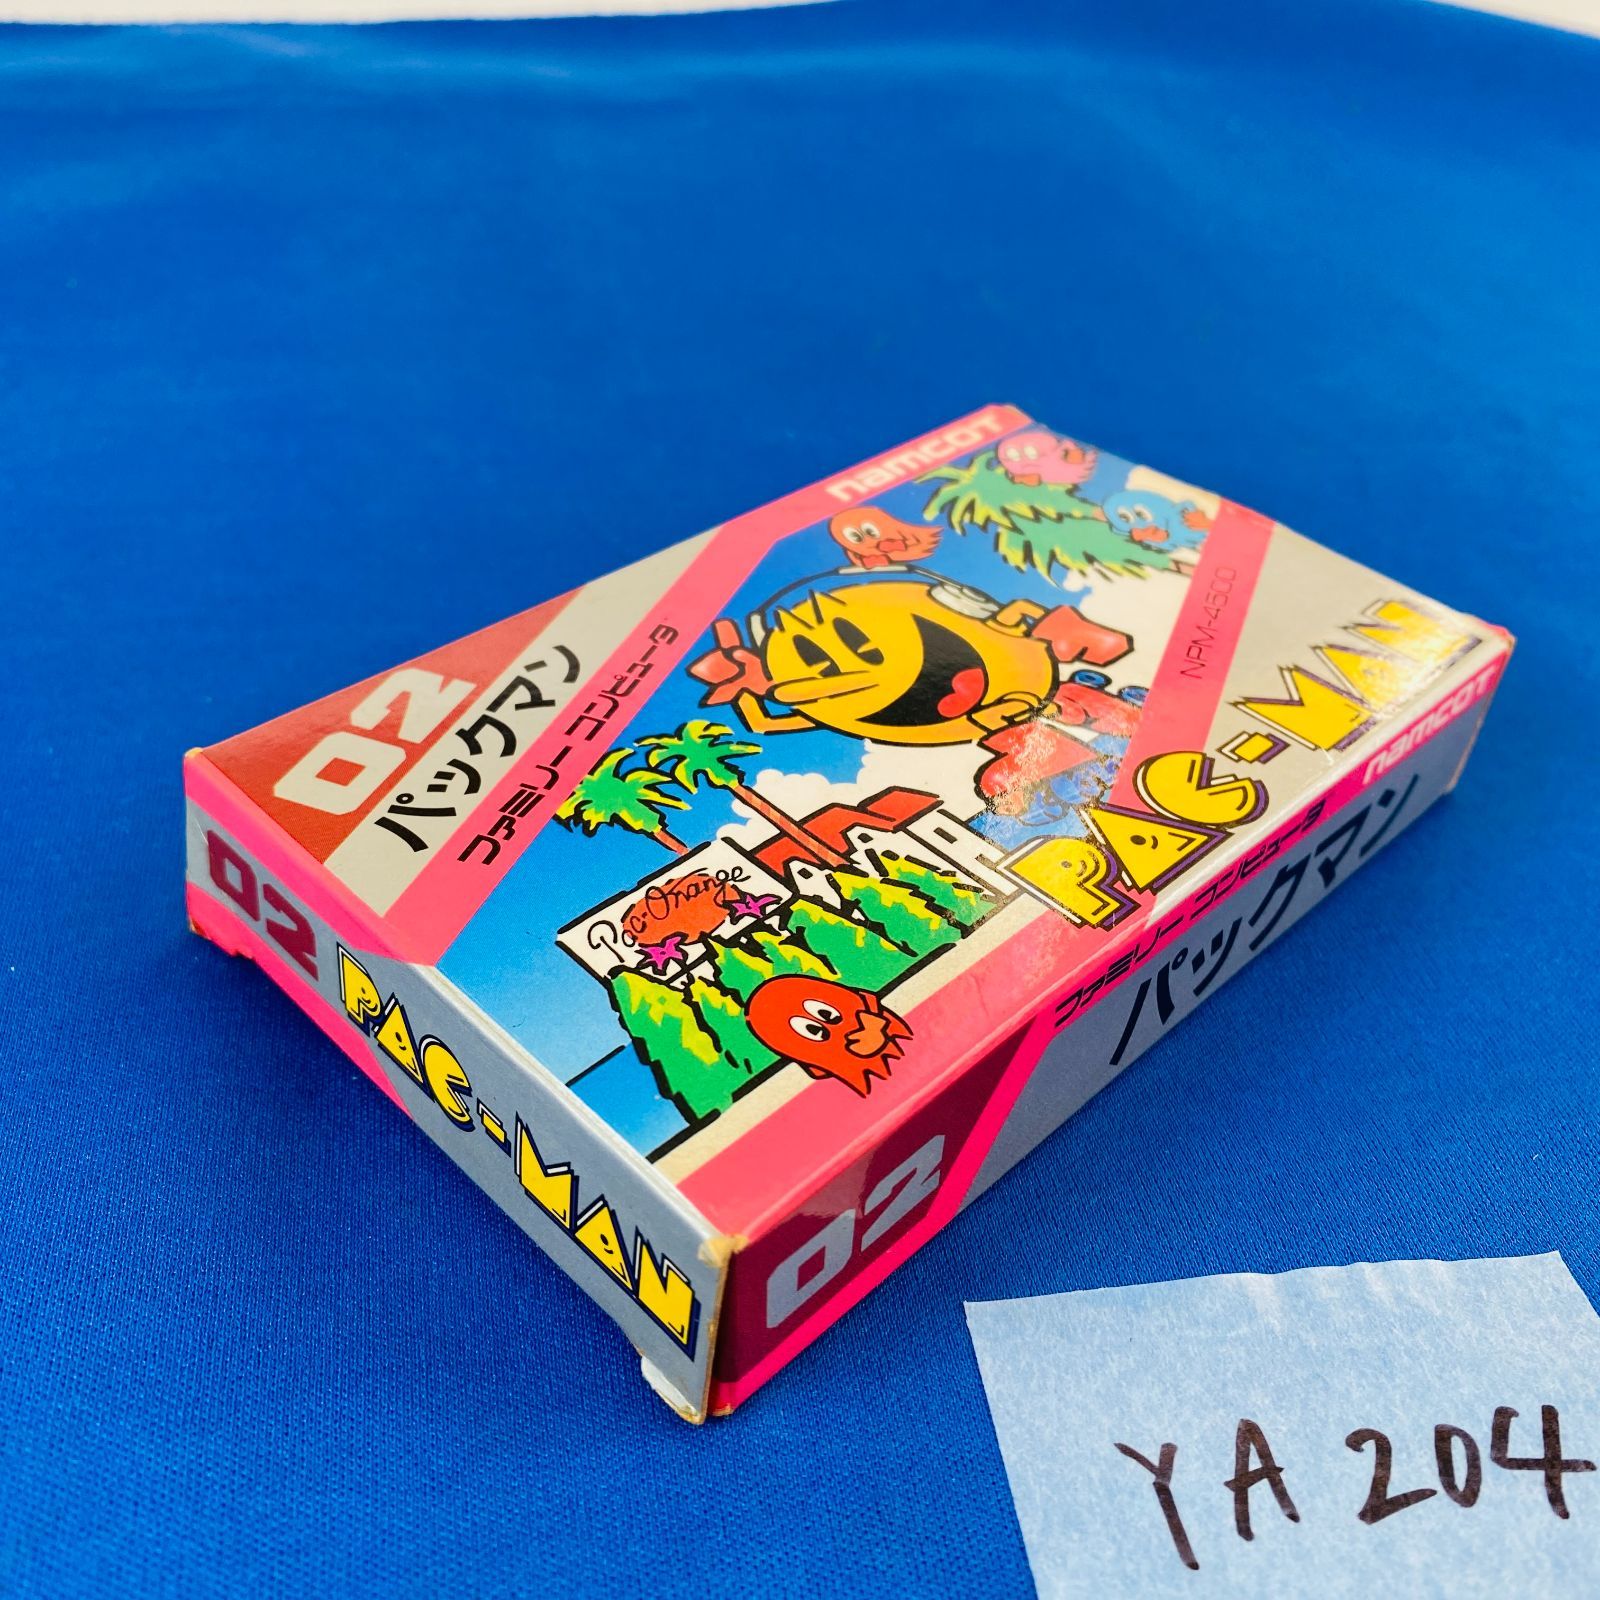 namcot
02
パックマン
ファミリー コンピュータ
NPM-4500
PAC-MAN
Pac-Orange
02
PAC-MAN
02
ファミリー コンピュータ
パックマン
namcot
YA204